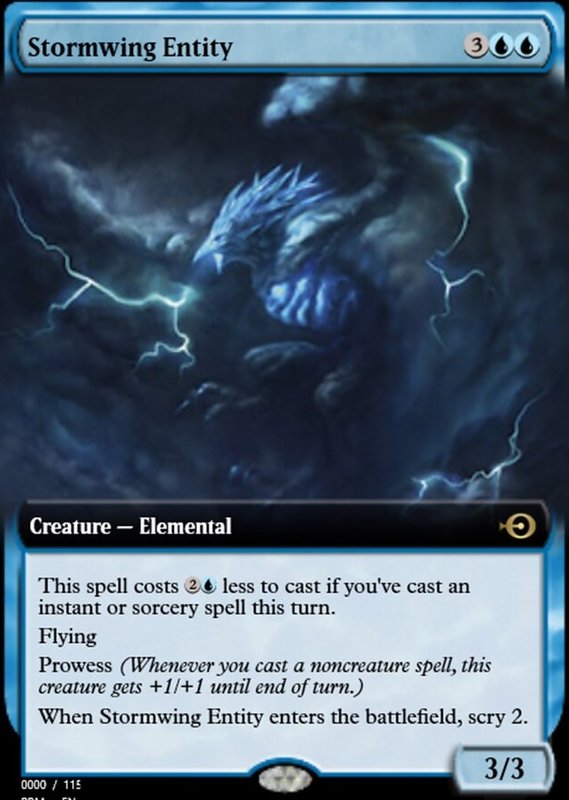 Stormwing Entity 3
Creature — Elemental
This spell costs 2 less to cast if you've cast an
instant or sorcery spell this turn.
Flying
Prowess (Whenever you cast a noncreature spell, this
creature gets +1/+1 until end of turn.)
When Stormwing Entity enters the battlefield, scry 2.
3/3
0000 / 115